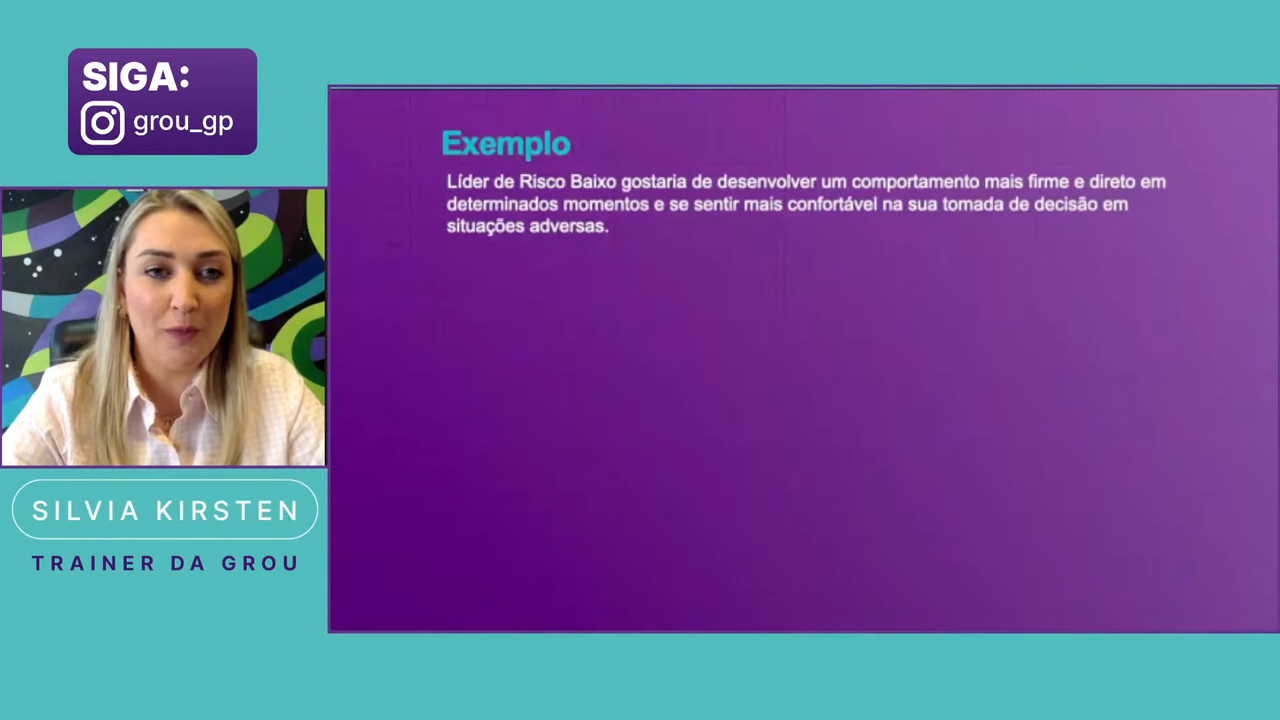 SIGA:
grou_gp
SILVIA KIRSTEN
TRAINER DA GROU
Exemplo
Líder de Risco Baixo gostaria de desenvolver um comportamento mais firme e direto em
determinados momentos e se sentir mais confortável na sua tomada de decisão em
situações adversas.